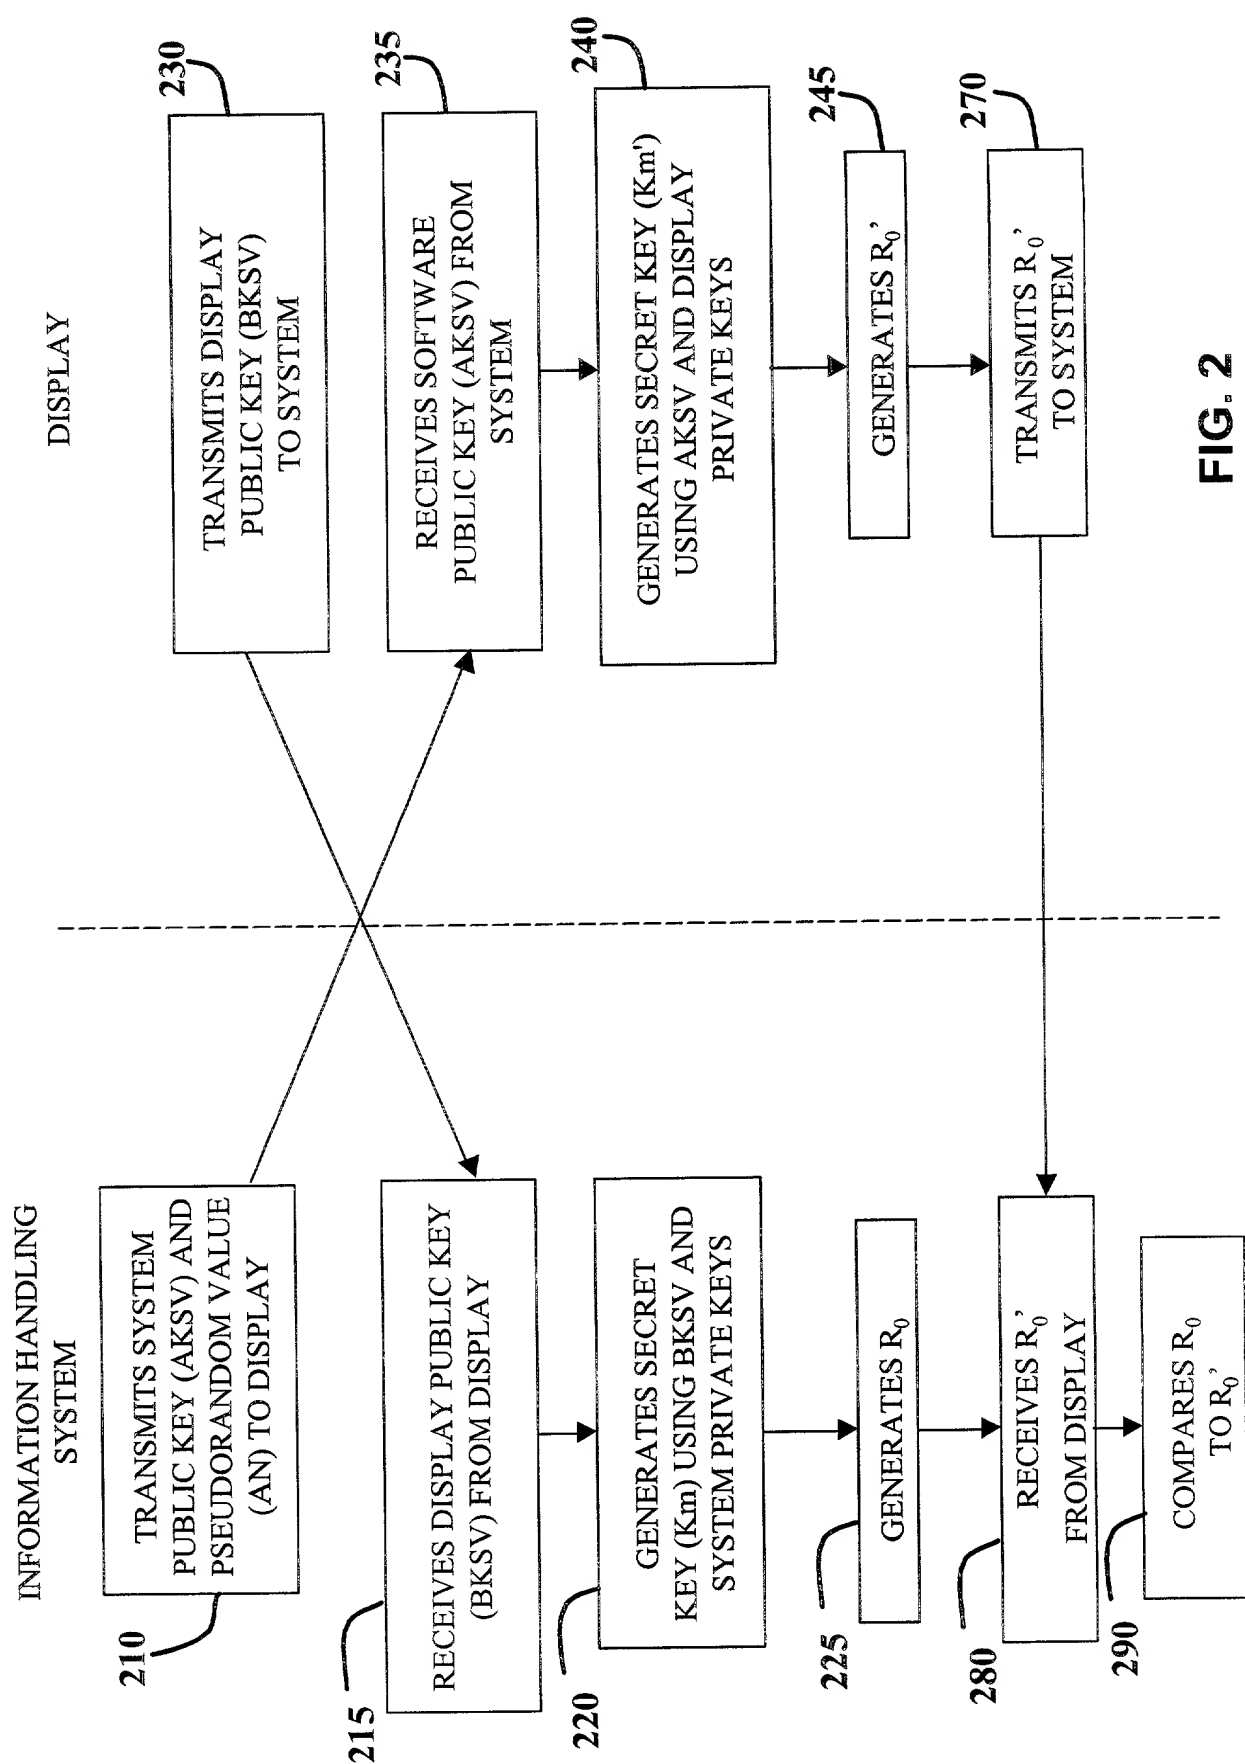 INFORMATION HANDLING
SYSTEM
DISPLAY
210
TRANSMITS SYSTEM
PUBLIC KEY (AKSV) AND
PSEUDORANDOM VALUE
(AN) TO DISPLAY
230
TRANSMITS DISPLAY
PUBLIC KEY (BKSV)
TO SYSTEM
215
RECEIVES DISPLAY PUBLIC KEY
(BKSV) FROM DISPLAY
235
RECEIVES SOFTWARE
PUBLIC KEY (AKSV) FROM
SYSTEM
220
GENERATES SECRET
KEY (Km) USING BKSV AND
SYSTEM PRIVATE KEYS
240
GENERATES SECRET KEY (Km')
USING AKSV AND DISPLAY
PRIVATE KEYS
225
GENERATES R0
245
GENERATES R0’
280
RECEIVES R0’
FROM DISPLAY
270
TRANSMITS R0’
TO SYSTEM
290
COMPARES R0
TO R0’
FIG. 2